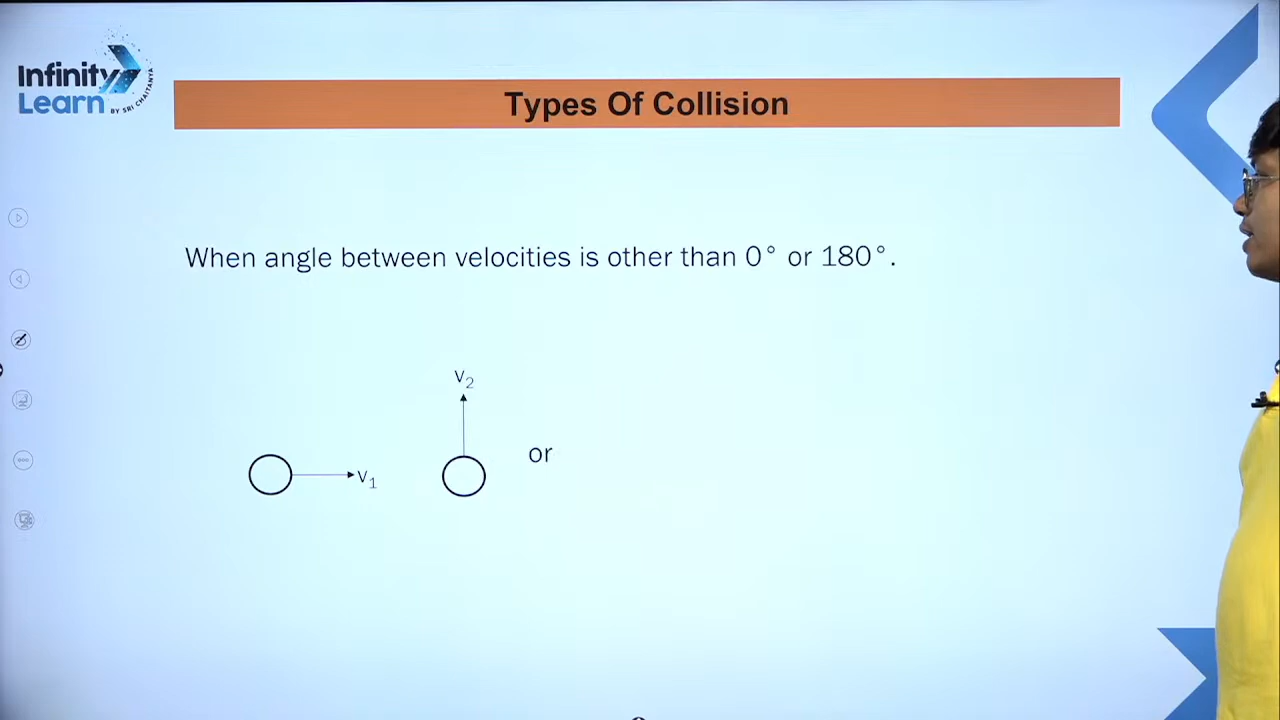 Infinity
Learn
BY SRI CHAITANYA
Types Of Collision
When angle between velocities is other than 0° or 180°.
v₂
or
v₁